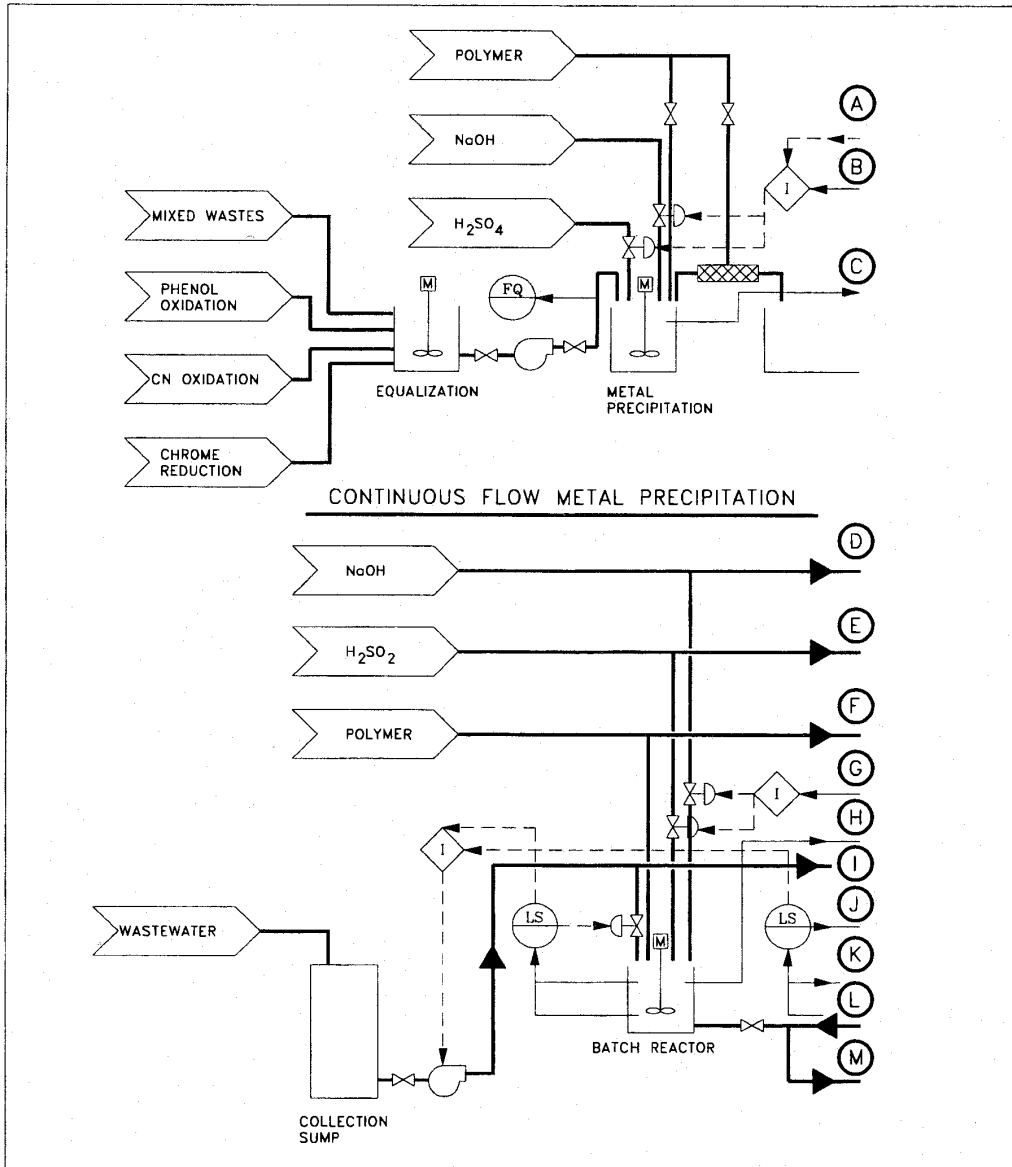 POLYMER
A
NaOH
B
I
MIXED WASTES
H₂SO₄
C
PHENOL
OXIDATION
M
FQ
M
CN OXIDATION
EQUALIZATION
METAL
PRECIPITATION
CHROME
REDUCTION
CONTINUOUS FLOW METAL PRECIPITATION
D
NaOH
E
H₂SO₂
F
POLYMER
G
I
H
I
I
J
LS
LS
WASTEWATER
M
K
L
BATCH REACTOR
M
COLLECTION
SUMP